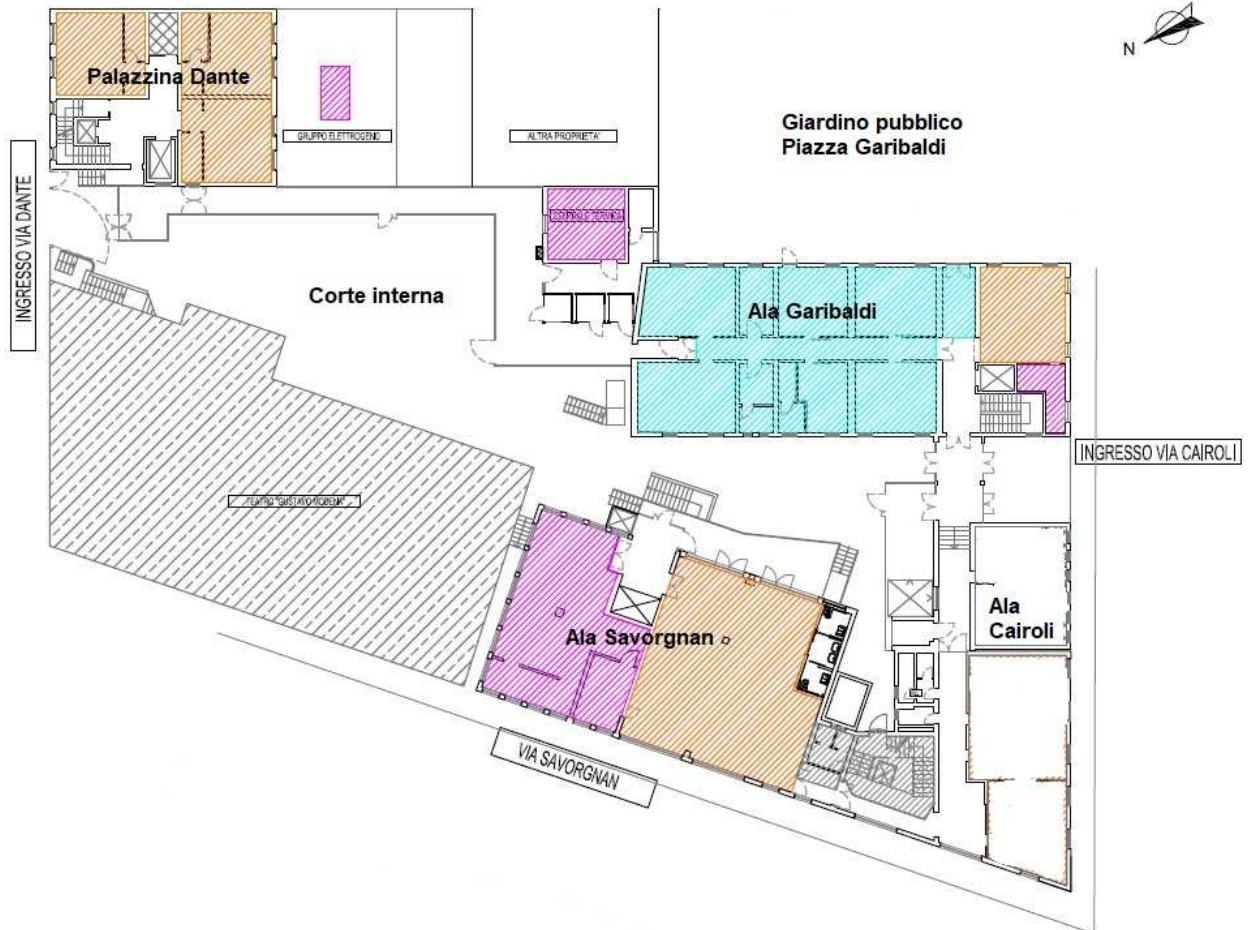 N
Palazzina Dante
GRUPPO ELETTROGENO
ALTRA PROPRIETA'
Giardino pubblico
Piazza Garibaldi
INGRESSO VIA DANTE
Corte interna
Ala Garibaldi
INGRESSO VIA CAIROLI
TEATRO "GUSTAVO MODENA"
Ala
Cairoli
Ala Savorgnan
VIA SAVORGNAN